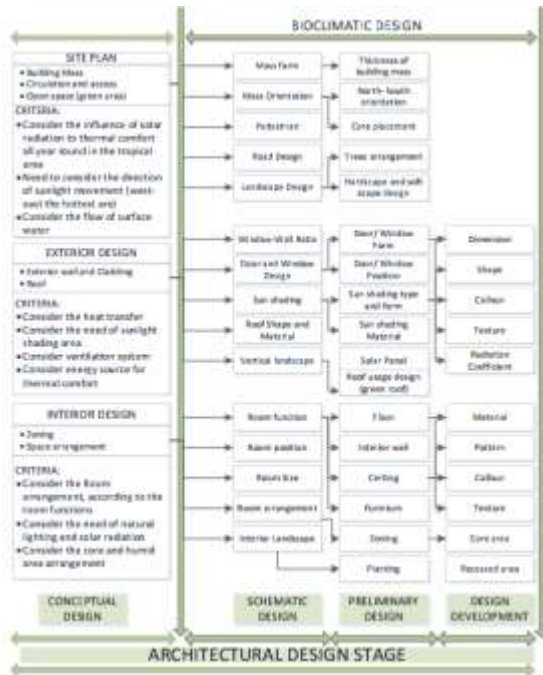 BIOCLIMATIC DESIGN
SITE PLAN
• Building Mass
• Circulation and access
• Open space (green area)
CRITERIA:
• Consider the influence of solar
radiation to thermal comfort
all year round in the tropical
area
• Need to consider the direction
of sunlight movement (west-
east the hottest one)
• Consider the flow of surface
water
Mass Form
Mass Orientation
Pedestrian
Road Design
Landscape Design
Thickness of
building mass
North-South
orientation
Core placement
Trees arrangement
Hardscape and soft
scape design
EXTERIOR DESIGN
• Exterior wall and Cladding
• Roof
CRITERIA:
• Consider the heat transfer
• Consider the need of sunlight
shading area
• Consider ventilation system
• Consider energy source for
thermal comfort
Window-Wall Ratio
Door and Window
Design
Sun shading
Roof Shape and
Material
Vertical landscape
Door/ Window
Form
Door/ Window
Position
Sun shading type
and form
Sun shading
Material
Solar Panel
Roof usage design
(green roof)
Dimension
Shape
Colour
Texture
Radiation
Coefficient
INTERIOR DESIGN
• Zoning
• Space arrangement
CRITERIA:
• Consider the Room
arrangement, according to the
room functions
• Consider the need of natural
lighting and solar radiation
• Consider the core and humid
area arrangement
Room function
Room position
Room Size
Room arrangement
Interior Landscape
Floor
Interior wall
Ceiling
Furniture
Zoning
Planting
Material
Pattern
Colour
Texture
Core area
Recessed area
CONCEPTUAL
DESIGN
SCHEMATIC
DESIGN
PRELIMINARY
DESIGN
DESIGN
DEVELOPMENT
ARCHITECTURAL DESIGN STAGE